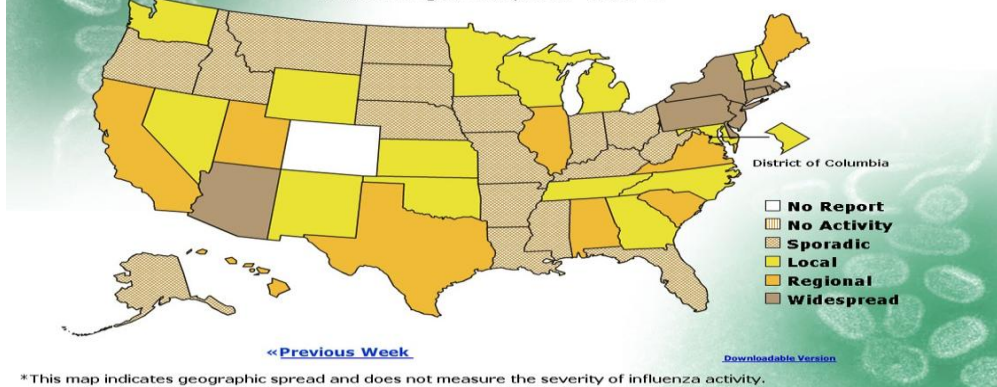 District of Columbia
No Report
No Activity
Sporadic
Local
Regional
Widespread
«Previous Week
Downloadable Version
*This map indicates geographic spread and does not measure the severity of influenza activity.